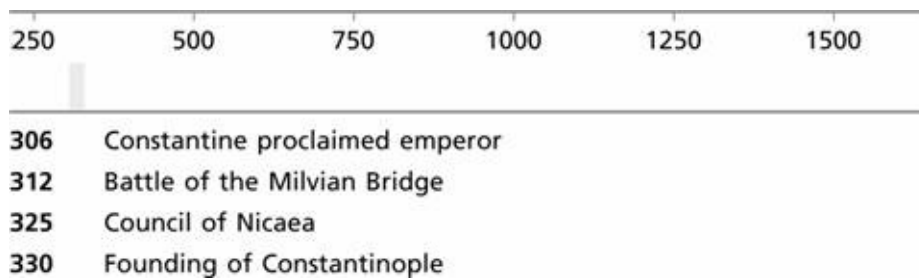 250 500 750 1000 1250 1500
306 Constantine proclaimed emperor
312 Battle of the Milvian Bridge
325 Council of Nicaea
330 Founding of Constantinople